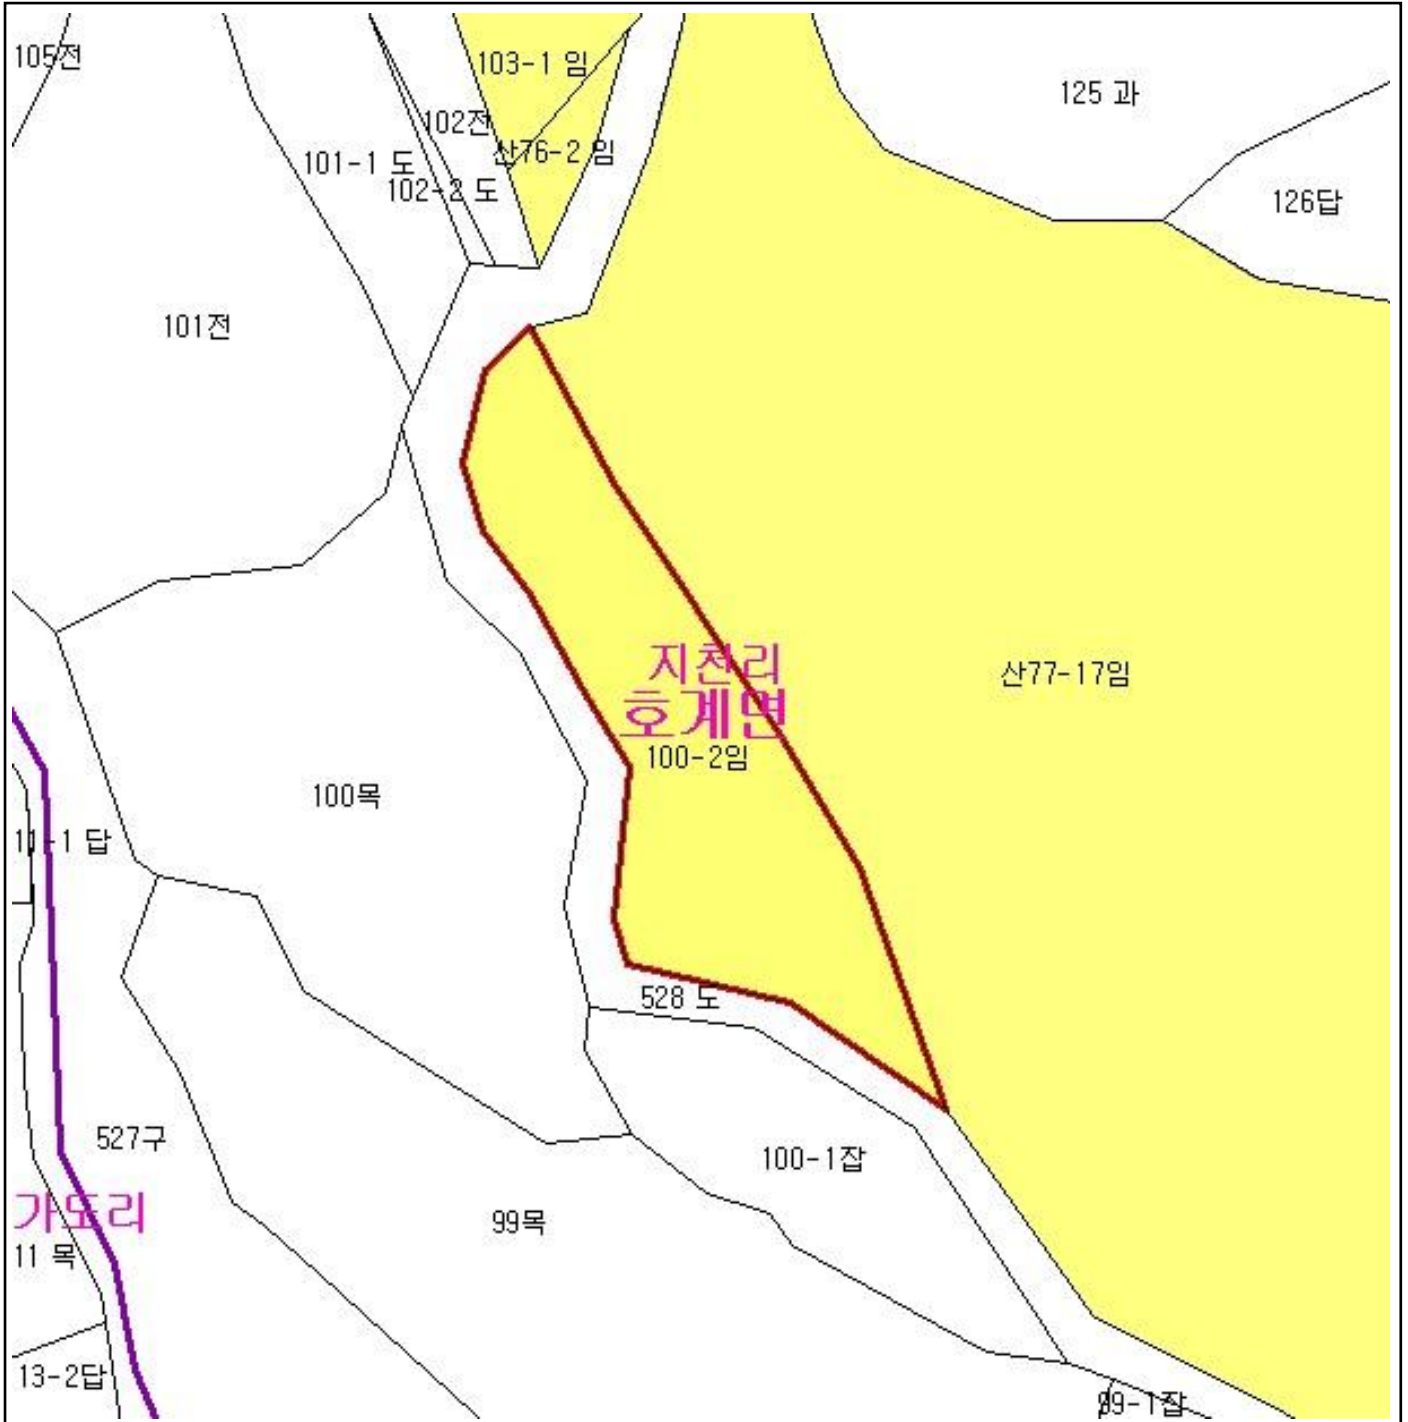 105전
103-1 임
125 과
102전
산76-2 임
101-1 도
102-2 도
126답
101전
지천리
산77-17임
호계면
100-2임
100목
11-1 답
528 도
527구
100-1잡
가도리
99목
11 목
13-2답
99-1잡